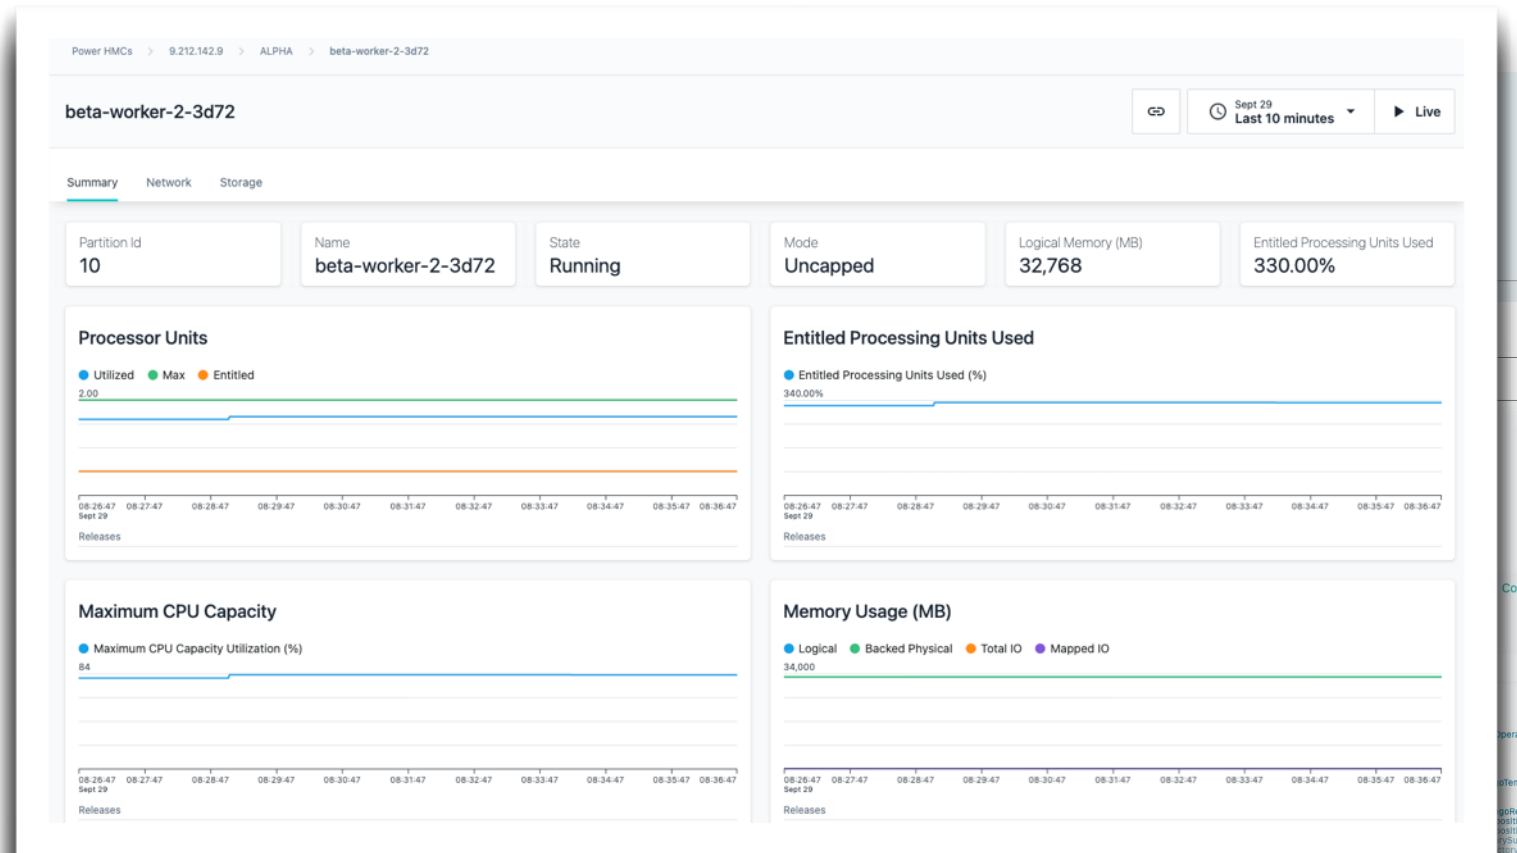 Power HMCs > 9.212.142.9 > ALPHA > beta-worker-2-3d72
beta-worker-2-3d72
Sept 29
Last 10 minutes
Live
Summary Network Storage
Partition Id
10
Name
beta-worker-2-3d72
State
Running
Mode
Uncapped
Logical Memory (MB)
32,768
Entitled Processing Units Used
330.00%
Processor Units
Utilized Max Entitled
2.00
08:26:47 08:27:47 08:28:47 08:29:47 08:30:47 08:31:47 08:32:47 08:33:47 08:34:47 08:35:47 08:36:47
Sept 29
Releases
Entitled Processing Units Used
Entitled Processing Units Used (%)
340.00%
08:26:47 08:27:47 08:28:47 08:29:47 08:30:47 08:31:47 08:32:47 08:33:47 08:34:47 08:35:47 08:36:47
Sept 29
Releases
Maximum CPU Capacity
Maximum CPU Capacity Utilization (%)
84
08:26:47 08:27:47 08:28:47 08:29:47 08:30:47 08:31:47 08:32:47 08:33:47 08:34:47 08:35:47 08:36:47
Sept 29
Releases
Memory Usage (MB)
Logical Backed Physical Total IO Mapped IO
34,000
08:26:47 08:27:47 08:28:47 08:29:47 08:30:47 08:31:47 08:32:47 08:33:47 08:34:47 08:35:47 08:36:47
Sept 29
Releases
Co